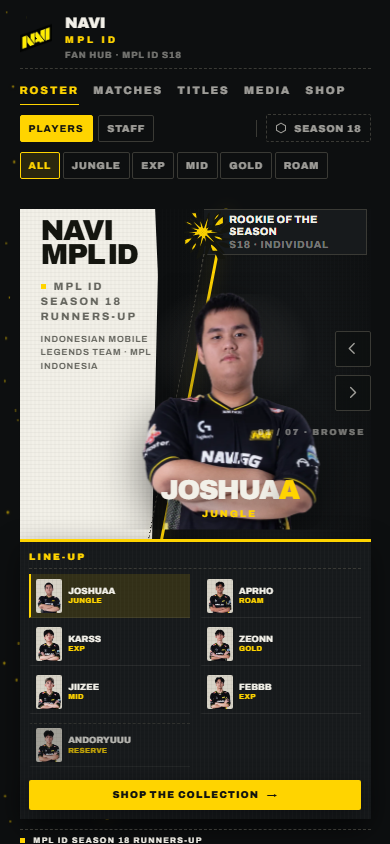 NAVI
MPL ID
FAN HUB · MPL ID S18
ROSTER MATCHES TITLES MEDIA SHOP
PLAYERS STAFF SEASON 18
ALL JUNGLE EXP MID GOLD ROAM
NAVI
MPL ID
MPL ID
SEASON 18
RUNNERS-UP
INDONESIAN MOBILE
LEGENDS TEAM · MPL
INDONESIA
ROOKIE OF THE
SEASON
S18 · INDIVIDUAL
/ 07 · BROWSE
JOSHUAA
JUNGLE
LINE-UP
JOSHUAA
JUNGLE
APRHO
ROAM
KARSS
EXP
ZEONN
GOLD
JIIZEE
MID
FEBBB
EXP
ANDORYUUU
RESERVE
SHOP THE COLLECTION →
MPL ID SEASON 18 RUNNERS-UP